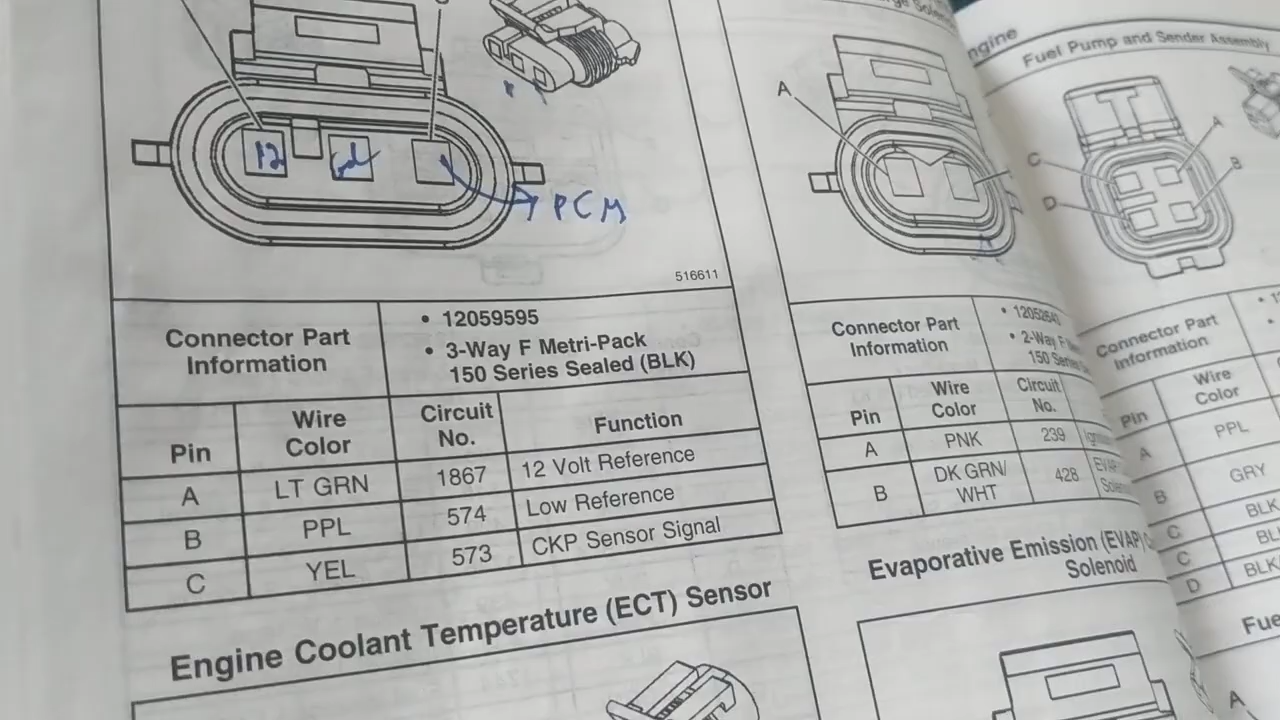 12
PCM
516611
Connector Part
Information
• 12059595
• 3-Way F Metri-Pack
150 Series Sealed (BLK)
Pin
Wire
Color
Circuit
No.
Function
A
LT GRN
1867
12 Volt Reference
B
PPL
574
Low Reference
C
YEL
573
CKP Sensor Signal
Engine Coolant Temperature (ECT) Sensor
A
Connector Part
Information
• 2-Way F
150
Pin
Wire
Color
Circuit
No.
A
PNK
239
B
DK GRN/
WHT
428
Evaporative Emission (EVAP)
Solenoid
Fuel Pump and Sender Assembly
A
C
B
D
Connector Part
Information
Pin
Wire
Color
A
PPL
B
GRY
C
BLK
C
D
A